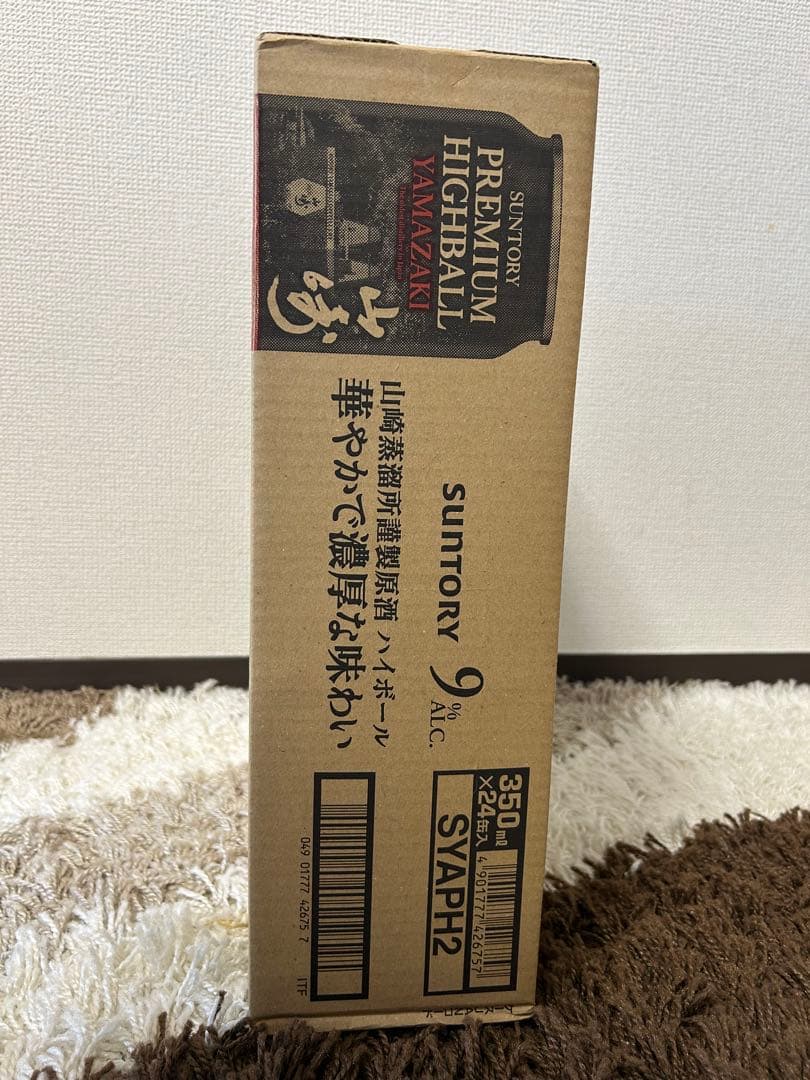 SUNTORY
PREMIUM
HIGHBALL
YAMAZAKI
山崎
山崎蒸溜所謹製原酒 ハイボール
華やかで濃厚な味わい
SUNTORY
9%
ALC.
350ml
×24缶入
4 901777 426757
SYAPH2
049 01777 42675 7
ITF